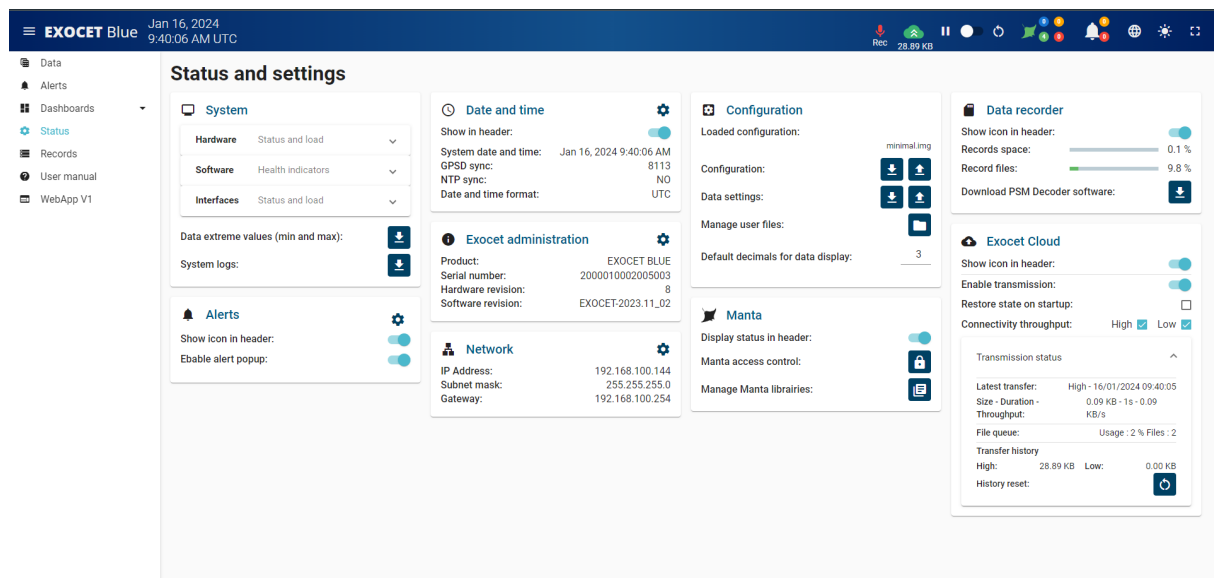 EXOCET Blue
Jan 16, 2024
9:40:06 AM UTC
Rec
28.89 KB
0
0
4
0
0
0
Data
Alerts
Dashboards
Status
Records
User manual
WebApp V1
Status and settings
System
Hardware Status and load
Software Health indicators
Interfaces Status and load
Data extreme values (min and max):
System logs:
Alerts
Show icon in header:
Ebable alert popup:
Date and time
Show in header:
System date and time: Jan 16, 2024 9:40:06 AM
GPSD sync: 8113
NTP sync: NO
Date and time format: UTC
Exocet administration
Product: EXOCET BLUE
Serial number: 2000010002005003
Hardware revision: 8
Software revision: EXOCET-2023.11_02
Network
IP Address: 192.168.100.144
Subnet mask: 255.255.255.0
Gateway: 192.168.100.254
Configuration
Loaded configuration:
minimal.img
Configuration:
Data settings:
Manage user files:
Default decimals for data display: 3
Manta
Display status in header:
Manta access control:
Manage Manta librairies:
Data recorder
Show icon in header:
Records space: 0.1 %
Record files: 9.8 %
Download PSM Decoder software:
Exocet Cloud
Show icon in header:
Enable transmission:
Restore state on startup:
Connectivity throughput: High Low
Transmission status
Latest transfer: High - 16/01/2024 09:40:05
Size - Duration - 0.09 KB - 1s - 0.09
Throughput: KB/s
File queue: Usage : 2 % Files : 2
Transfer history
High: 28.89 KB Low: 0.00 KB
History reset: